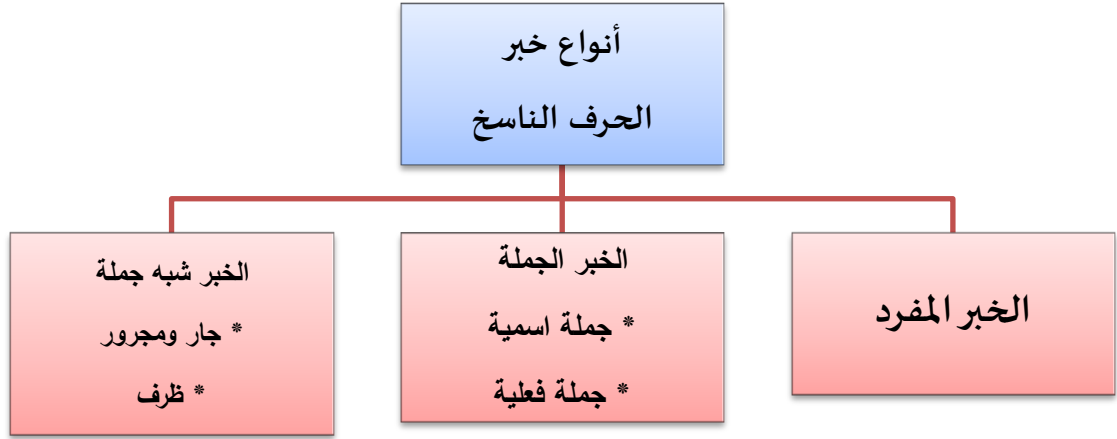 أنواع خبر
الحرف الناسخ
الخبر المفرد
الخبر الجملة
* جملة اسمية
* جملة فعلية
الخبر شبه جملة
* جار ومجرور
* ظرف